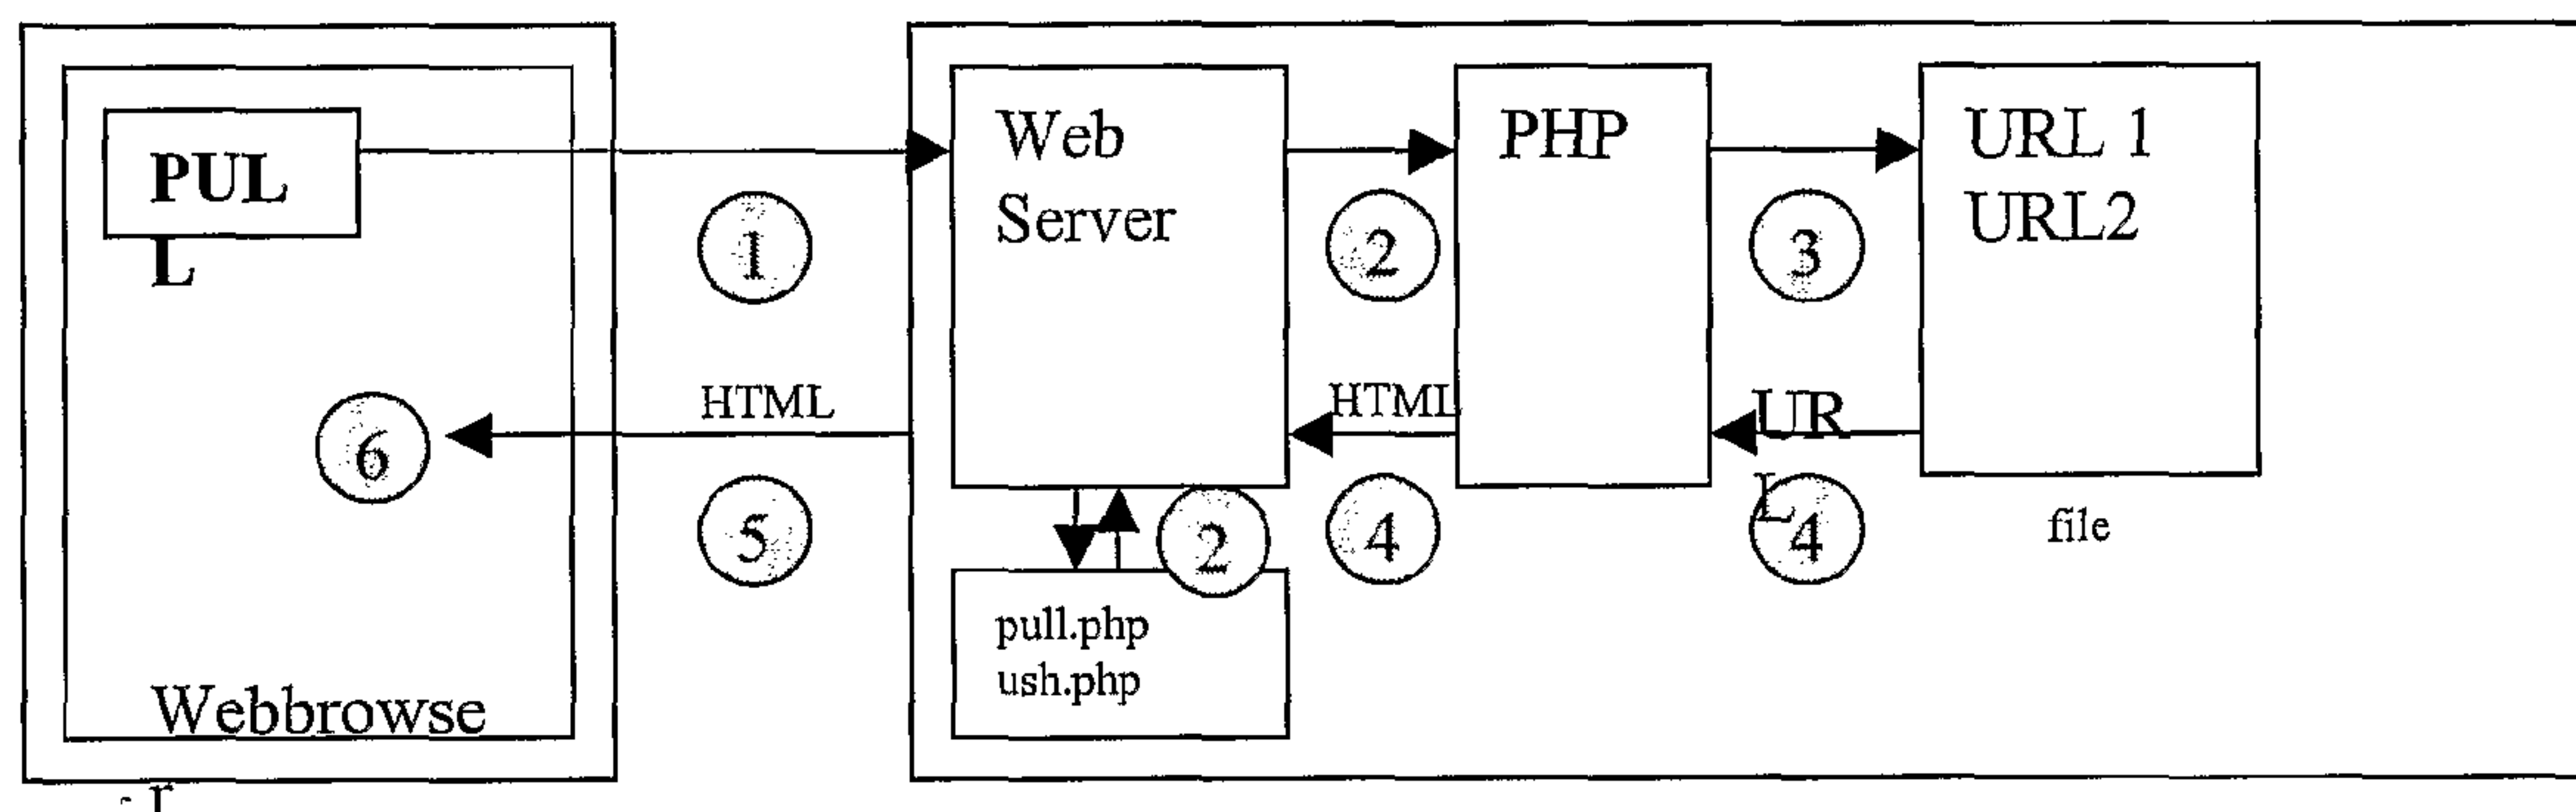 PUL
L
1
HTML
5
6
Webbrowse
r
Web
Server
2
HTML
4
2
pull.php
ush.php
PHP
3
UR
L
4
URL 1
URL2
file